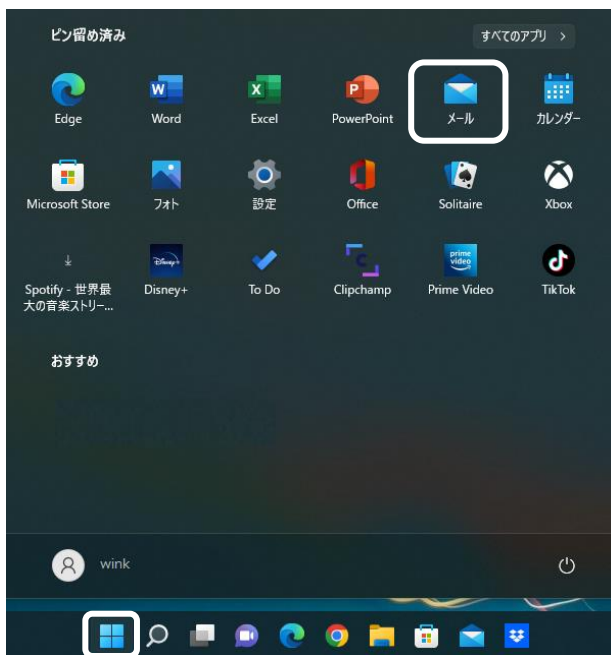 ピン留め済み
すべてのアプリ >
Edge
Word
Excel
PowerPoint
メール
カレンダー
Microsoft Store
フォト
設定
Office
Solitaire
Xbox
Spotify - 世界最
大の音楽ストリー...
Disney+
To Do
Clipchamp
Prime Video
TikTok
おすすめ
wink